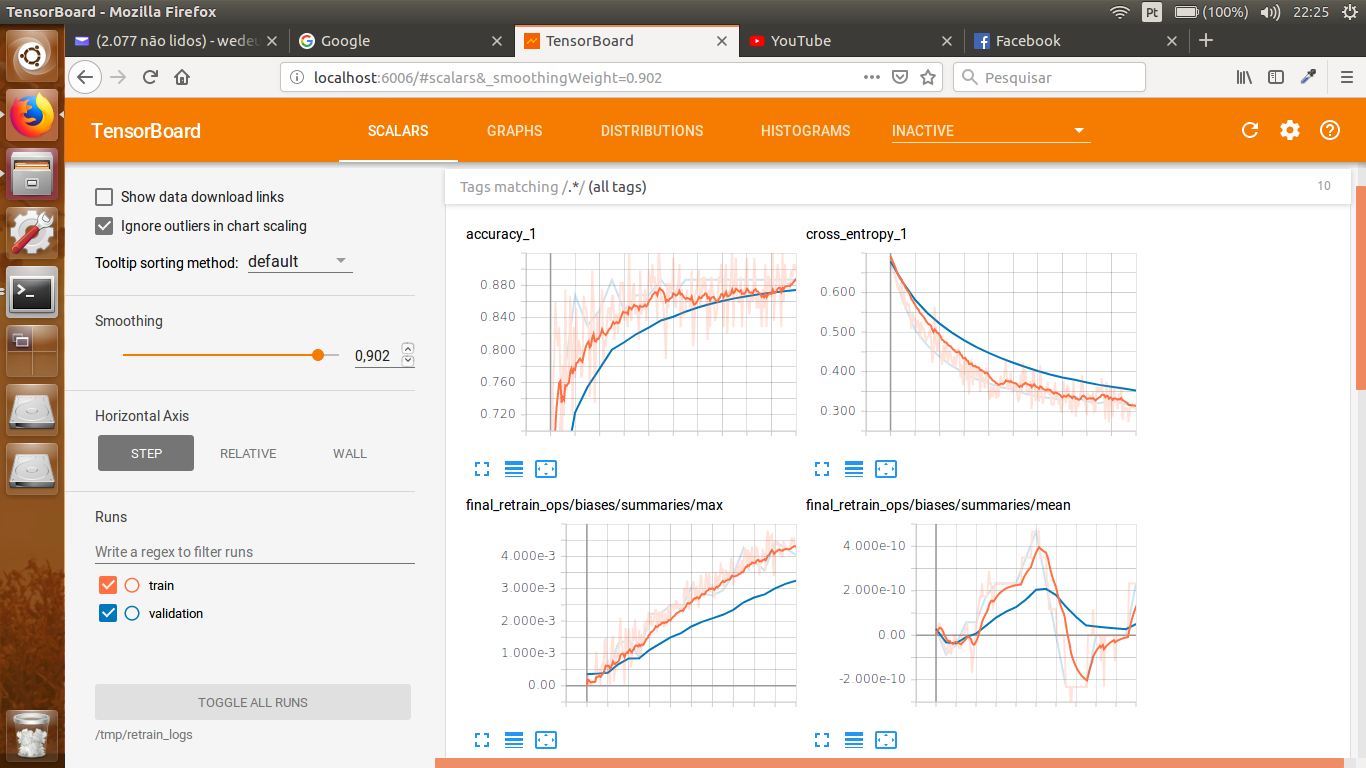 TensorBoard - Mozilla Firefox
Pt
(100%)
22:25
(2.077 não lidos) - wedeu
Google
TensorBoard
YouTube
Facebook
localhost:6006/#scalars&_smoothingWeight=0.902
Pesquisar
TensorBoard
SCALARS
GRAPHS
DISTRIBUTIONS
HISTOGRAMS
INACTIVE
Show data download links
Ignore outliers in chart scaling
Tooltip sorting method: default
Smoothing
0,902
Horizontal Axis
STEP
RELATIVE
WALL
Runs
Write a regex to filter runs
train
validation
TOGGLE ALL RUNS
/tmp/retrain_logs
Tags matching /.*/ (all tags)
10
accuracy_1
0.880
0.840
0.800
0.760
0.720
cross_entropy_1
0.600
0.500
0.400
0.300
final_retrain_ops/biases/summaries/max
4.000e-3
3.000e-3
2.000e-3
1.000e-3
0.00
final_retrain_ops/biases/summaries/mean
4.000e-10
2.000e-10
0.00
-2.000e-10